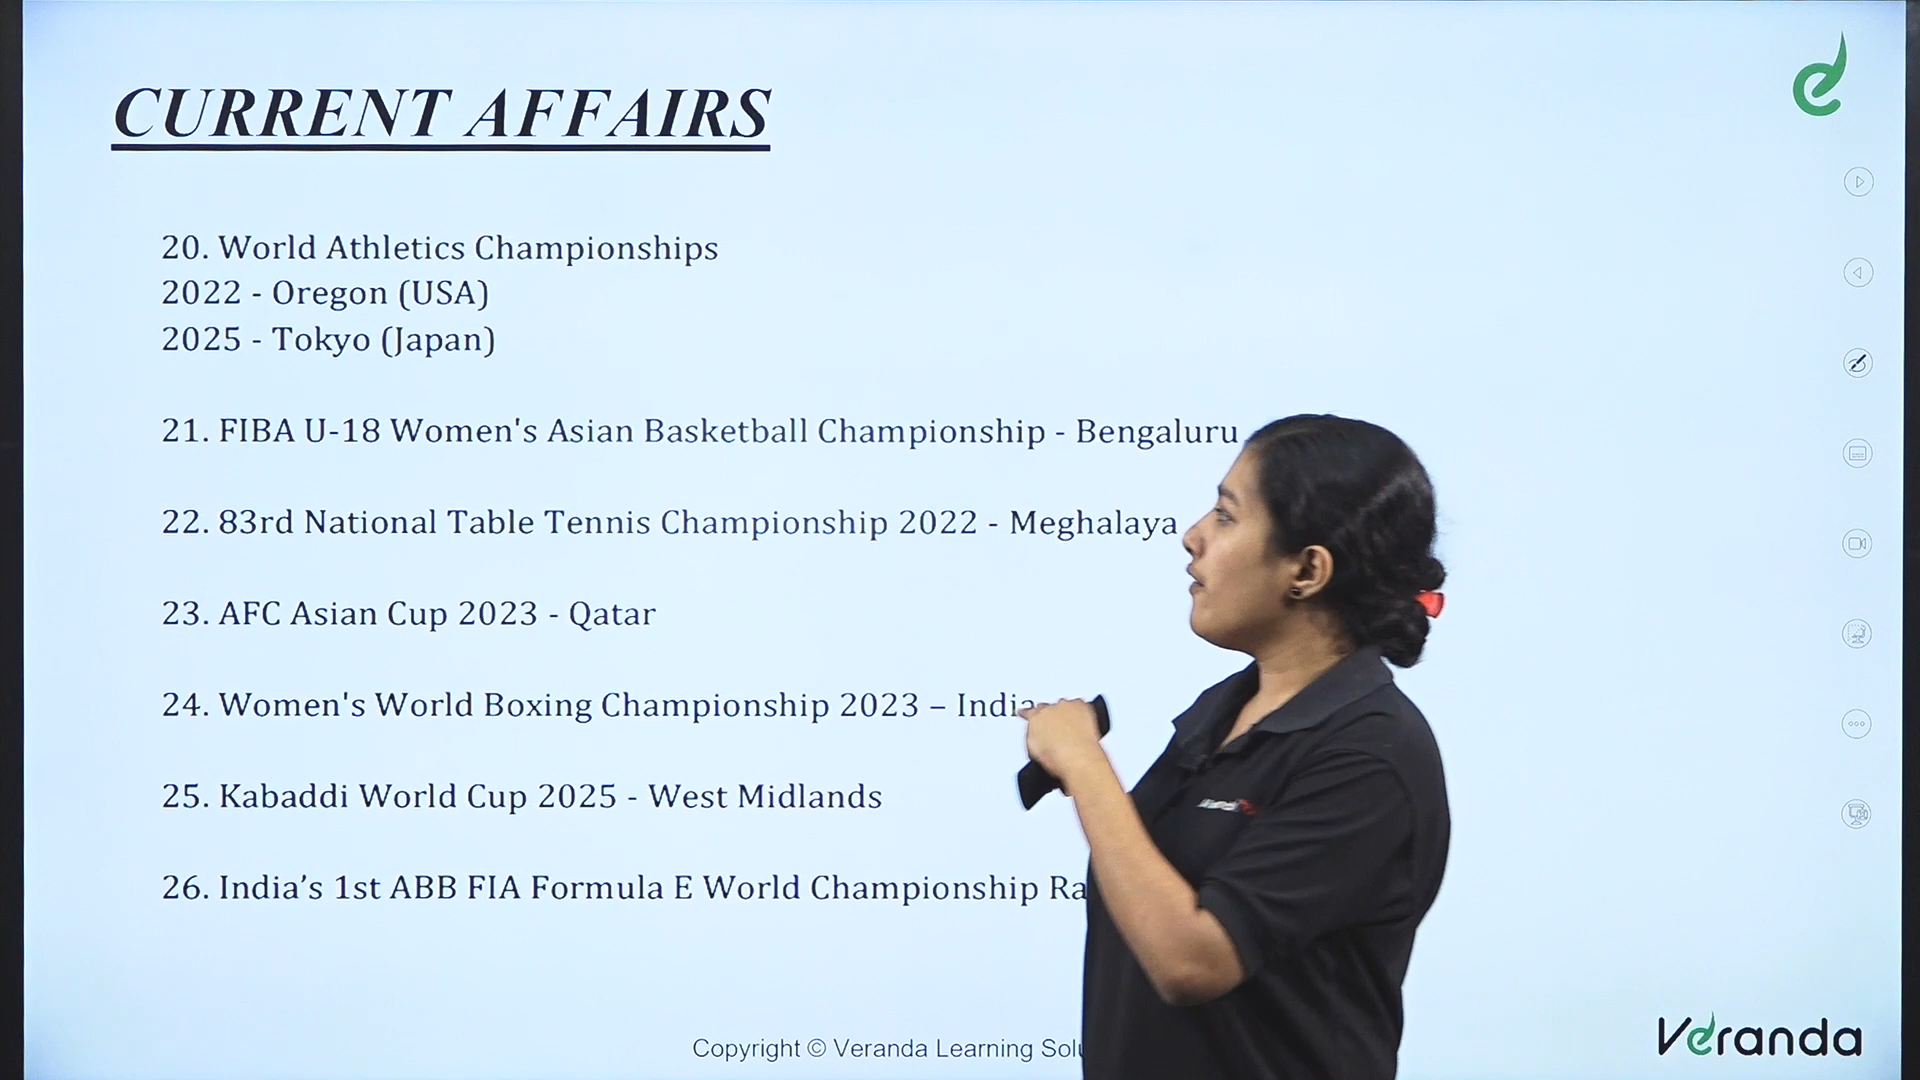 CURRENT AFFAIRS
20. World Athletics Championships
2022 - Oregon (USA)
2025 - Tokyo (Japan)
21. FIBA U-18 Women's Asian Basketball Championship - Bengaluru
22. 83rd National Table Tennis Championship 2022 - Meghalaya
23. AFC Asian Cup 2023 - Qatar
24. Women's World Boxing Championship 2023 – India
25. Kabaddi World Cup 2025 - West Midlands
26. India’s 1st ABB FIA Formula E World Championship
Copyright © Veranda Learning
Veranda